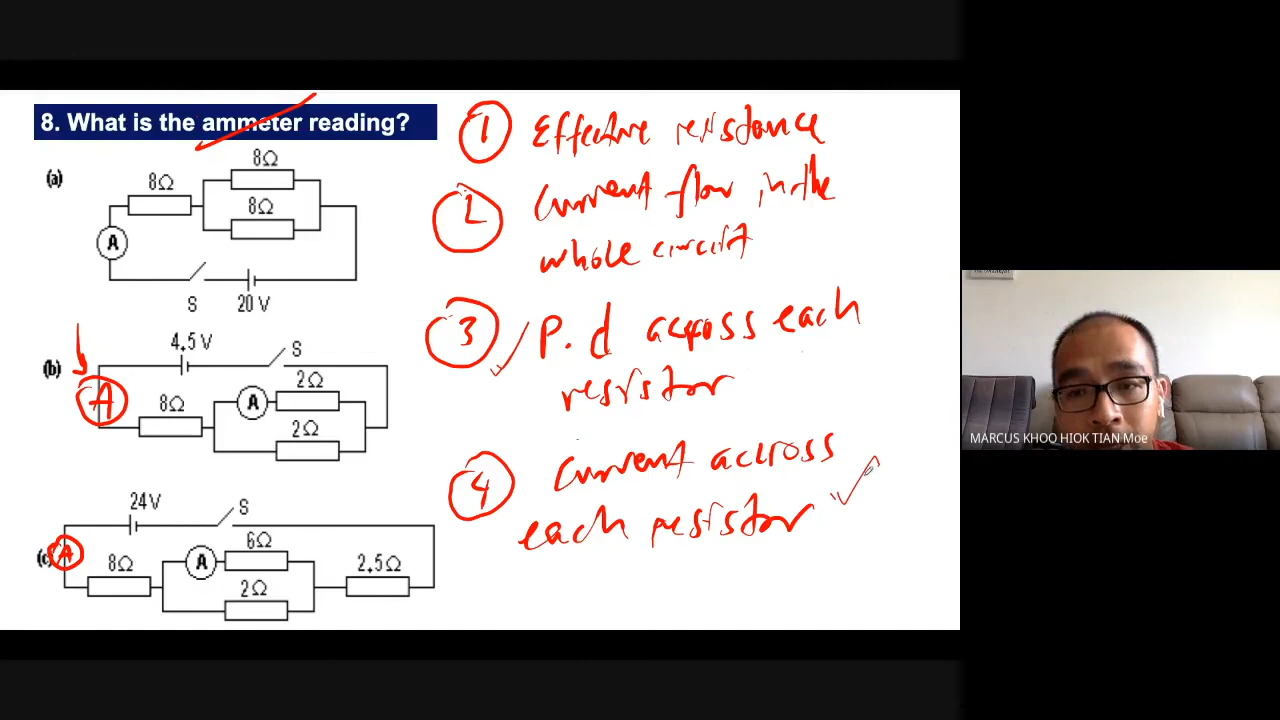 8. What is the ammeter reading?
(a)
8Ω
8Ω
8Ω
A
S
20 V
(b)
4.5 V
S
A
8Ω
A
2Ω
2Ω
24V
S
(c)
A
8Ω
A
6Ω
2Ω
2.5Ω
1 Effective resistance
2 Current flow in the
whole circuit
3 P.d across each
resistor
4 Current across
each resistor
MARCUS KHOO HIOK TIAN Moe